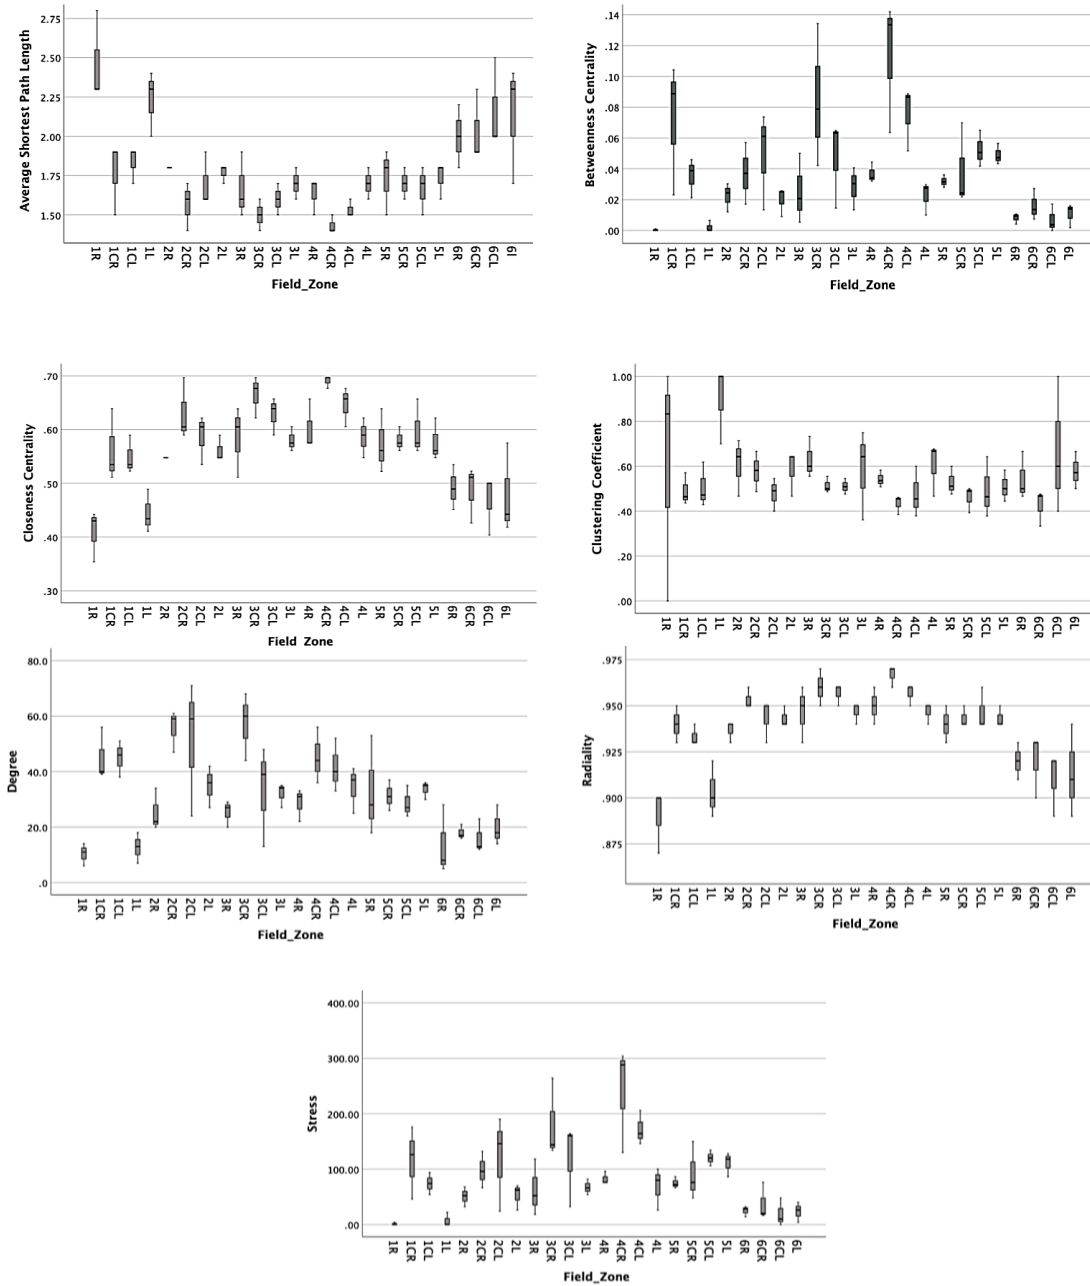 Average Shortest Path Length
2.75
2.50
2.25
2.00
1.75
1.50
1R 1CR 1CL 1L 2R 2CR 2CL 2L 3R 3CR 3CL 3L 4R 4CR 4CL 4L 5R 5CR 5CL 5L 6R 6CR 6CL 6L
Field_Zone
Betweenness Centrality
.14
.12
.10
.08
.06
.04
.02
.00
1R 1CR 1CL 1L 2R 2CR 2CL 2L 3R 3CR 3CL 3L 4R 4CR 4CL 4L 5R 5CR 5CL 5L 6R 6CR 6CL 6L
Field_Zone
Closeness Centrality
.70
.60
.50
.40
.30
1R 1CR 1CL 1L 2R 2CR 2CL 2L 3R 3CR 3CL 3L 4R 4CR 4CL 4L 5R 5CR 5CL 5L 6R 6CR 6CL 6L
Field Zone
Clustering Coefficient
1.00
.80
.60
.40
.20
.00
1R 1CR 1CL 1L 2R 2CR 2CL 2L 3R 3CR 3CL 3L 4R 4CR 4CL 4L 5R 5CR 5CL 5L 6R 6CR 6CL 6L
Field_Zone
Degree
80.0
60.0
40.0
20.0
.0
1R 1CR 1CL 1L 2R 2CR 2CL 2L 3R 3CR 3CL 3L 4R 4CR 4CL 4L 5R 5CR 5CL 5L 6R 6CR 6CL 6L
Field_Zone
Radiality
.975
.950
.925
.900
.875
1R 1CR 1CL 1L 2R 2CR 2CL 2L 3R 3CR 3CL 3L 4R 4CR 4CL 4L 5R 5CR 5CL 5L 6R 6CR 6CL 6L
Field_Zone
Stress
400.00
300.00
200.00
100.00
.00
1R 1CR 1CL 1L 2R 2CR 2CL 2L 3R 3CR 3CL 3L 4R 4CR 4CL 4L 5R 5CR 5CL 5L 6R 6CR 6CL 6L
Field_Zone